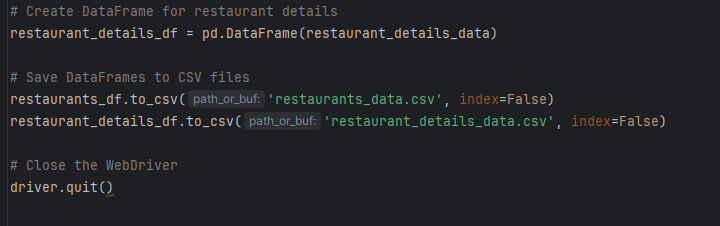 # Create DataFrame for restaurant details
restaurant_details_df = pd.DataFrame(restaurant_details_data)
# Save DataFrames to CSV files
restaurants_df.to_csv( path_or_buf: 'restaurants_data.csv', index=False)
restaurant_details_df.to_csv( path_or_buf: 'restaurant_details_data.csv', index=False)
# Close the WebDriver
driver.quit()